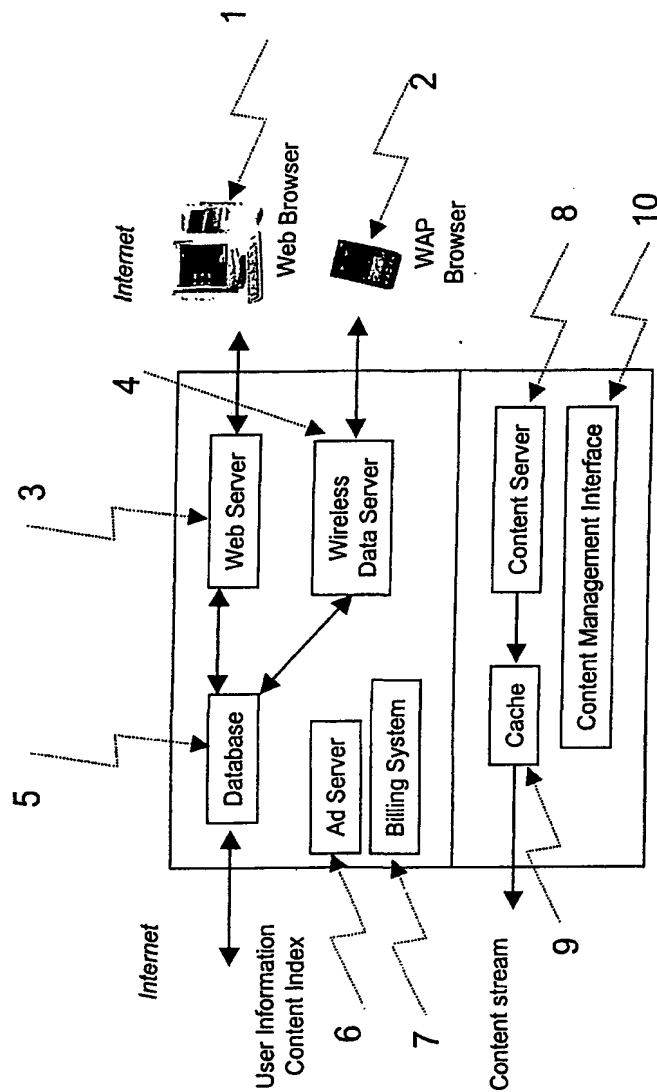 Internet
Internet
User Information
Content Index
Database
Web Server
Wireless
Data Server
Web Browser
WAP
Browser
Ad Server
Billing System
Content stream
Cache
Content Server
Content Management Interface
1
2
3
4
5
6
7
8
9
10